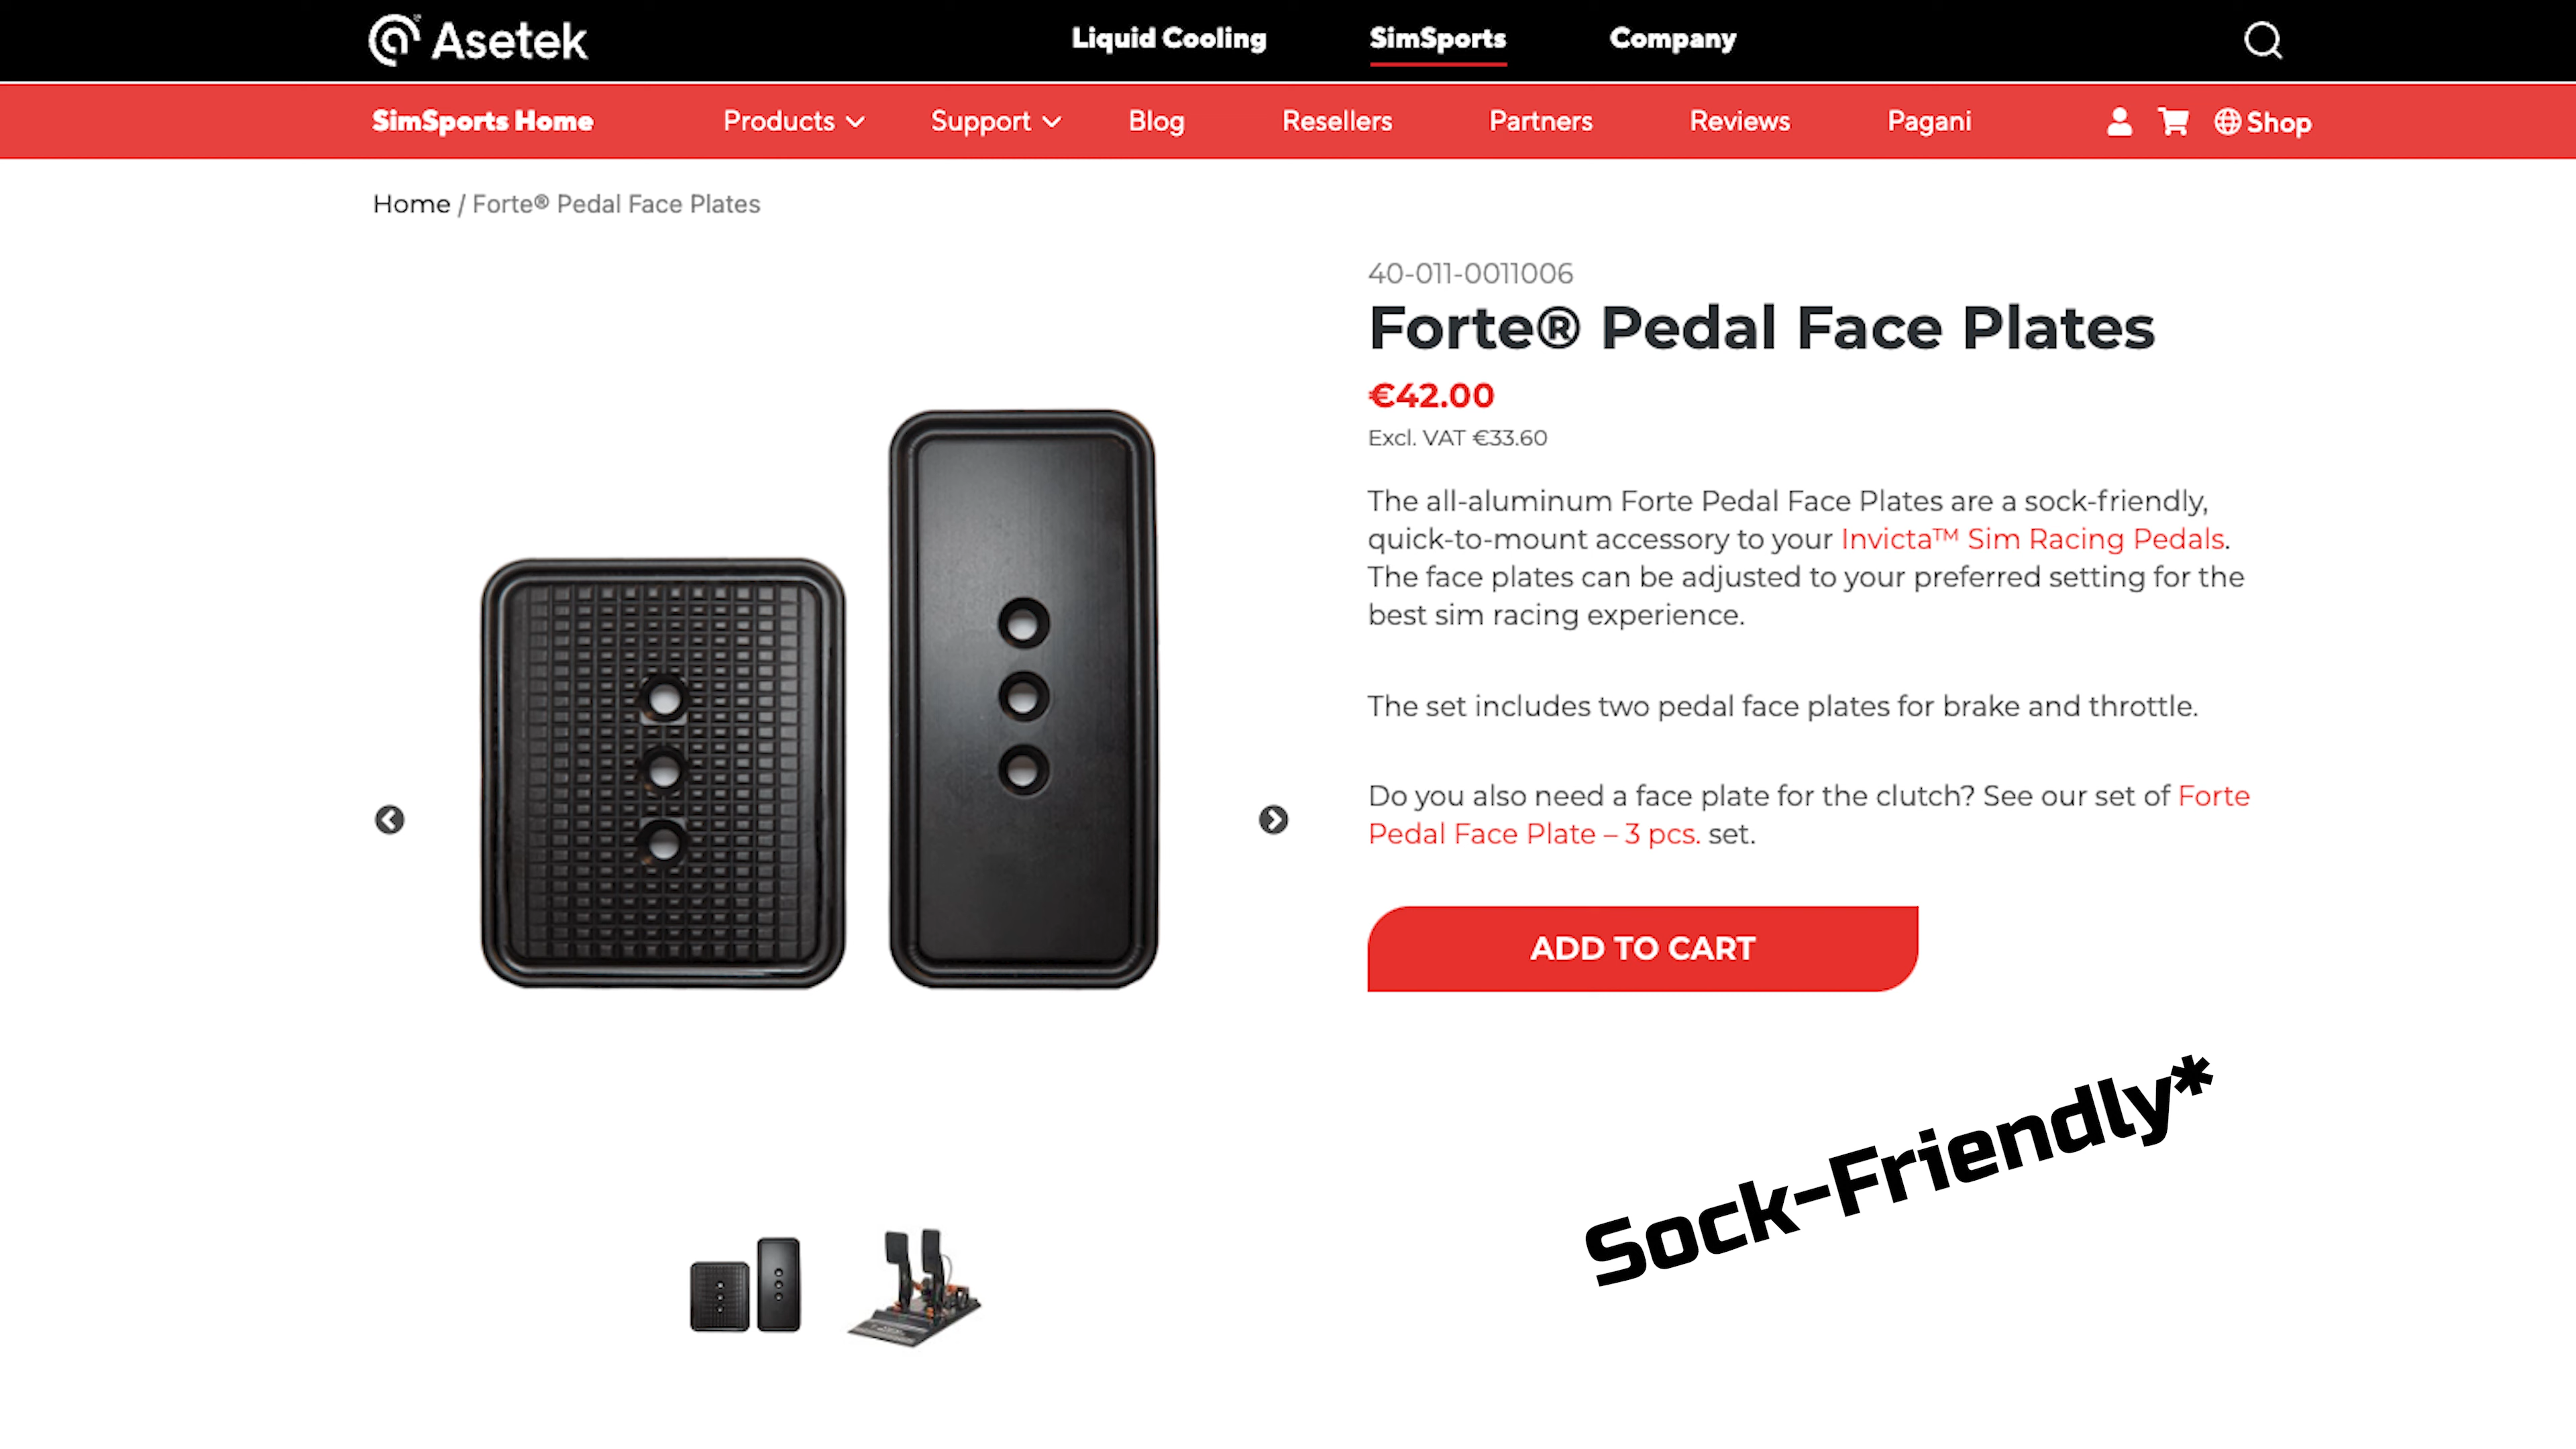 Asetek
Liquid Cooling
SimSports
Company
SimSports Home
Products
Support
Blog
Resellers
Partners
Reviews
Pagani
Shop
Home / Forte® Pedal Face Plates
40-011-0011006
Forte® Pedal Face Plates
€42.00
Excl. VAT €33.60
The all-aluminum Forte Pedal Face Plates are a sock-friendly,
quick-to-mount accessory to your Invicta™ Sim Racing Pedals.
The face plates can be adjusted to your preferred setting for the
best sim racing experience.
The set includes two pedal face plates for brake and throttle.
Do you also need a face plate for the clutch? See our set of Forte
Pedal Face Plate – 3 pcs. set.
ADD TO CART
Sock-Friendly*